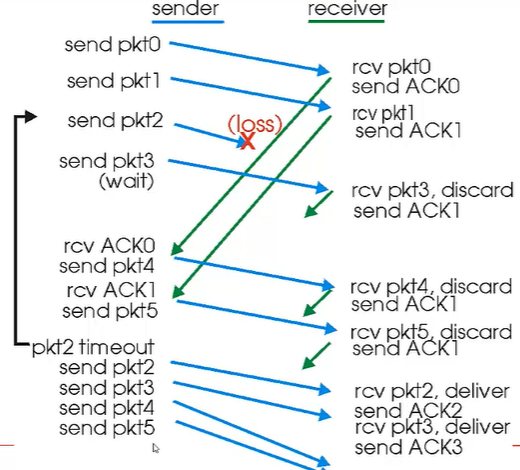 sender
receiver
send pkt0
send pkt1
send pkt2
send pkt3
(wait)
(loss)
X
rcv pkt0
send ACK0
rcv pkt1
send ACK1
rcv pkt3, discard
send ACK1
rcv ACK0
send pkt4
rcv ACK1
send pkt5
rcv pkt4, discard
send ACK1
rcv pkt5, discard
send ACK1
pkt2 timeout
send pkt2
send pkt3
send pkt4
send pkt5
rcv pkt2, deliver
send ACK2
rcv pkt3, deliver
send ACK3